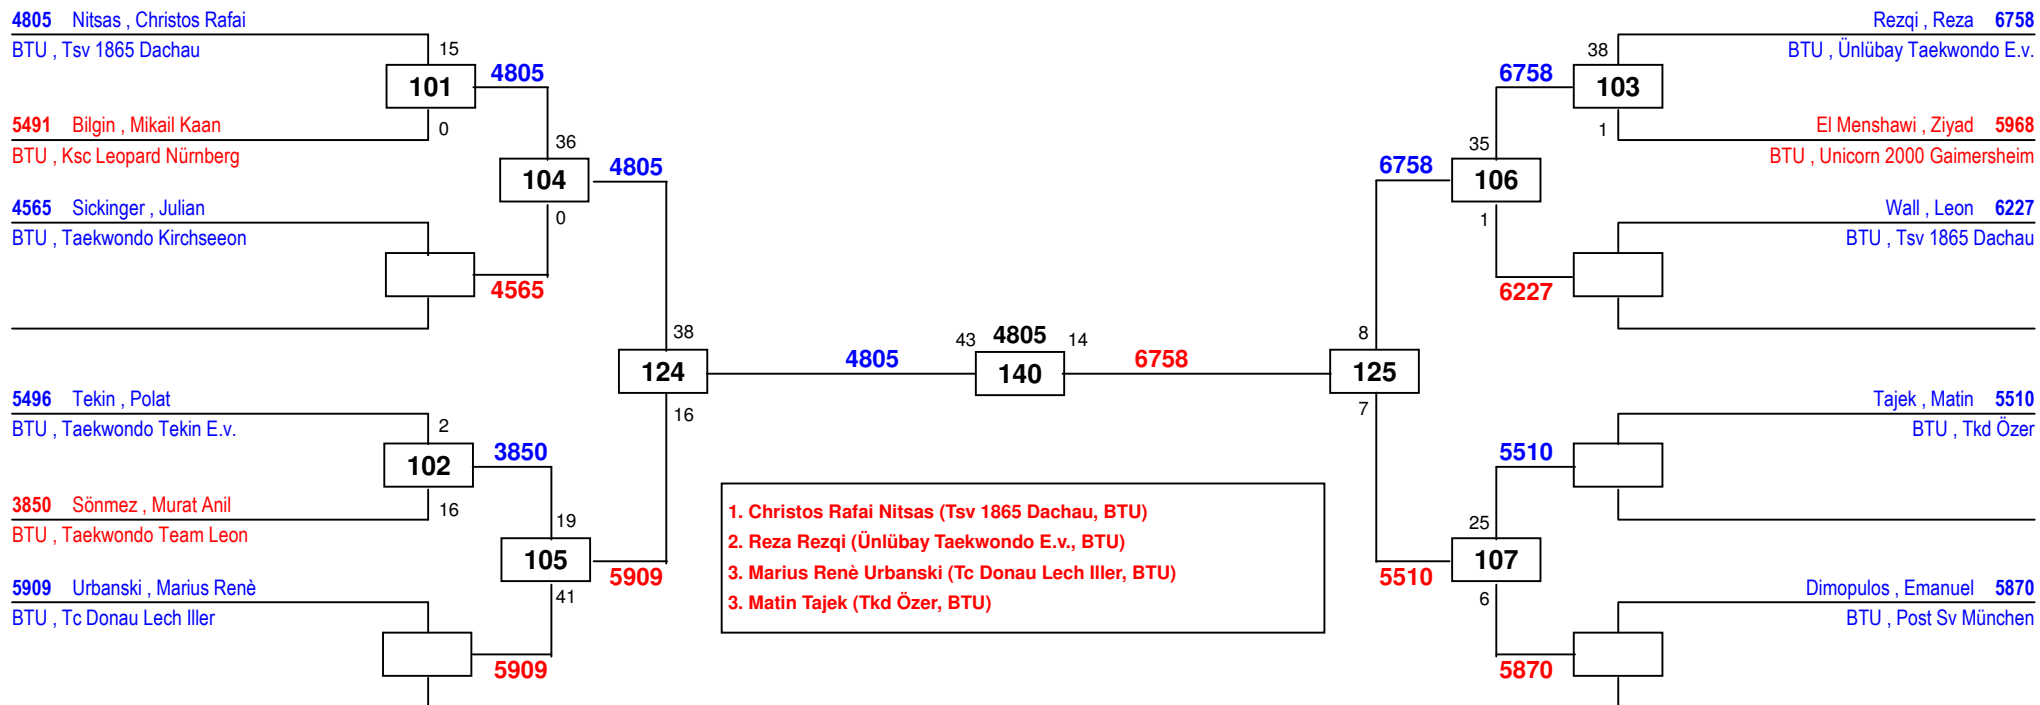 4805 Nitsas , Christos Rafai
BTU , Tsv 1865 Dachau
15
101
4805
0
5491 Bilgin , Mikail Kaan
BTU , Ksc Leopard Nürnberg
36
104
4805
0
4565 Sickinger , Julian
BTU , Taekwondo Kirchseeon
4565
38
124
4805
16
5496 Tekin , Polat
BTU , Taekwondo Tekin E.v.
2
102
3850
16
3850 Sönmez , Murat Anil
BTU , Taekwondo Team Leon
19
105
5909
41
5909 Urbanski , Marius Renè
BTU , Tc Donau Lech Iller
5909
43 4805 14
140
6758
1. Christos Rafai Nitsas (Tsv 1865 Dachau, BTU)
2. Reza Rezqi (Ünlübay Taekwondo E.v., BTU)
3. Marius Renè Urbanski (Tc Donau Lech Iller, BTU)
3. Matin Tajek (Tkd Özer, BTU)
Rezqi , Reza 6758
BTU , Ünlübay Taekwondo E.v.
38
6758
103
1
El Menshawi , Ziyad 5968
BTU , Unicorn 2000 Gaimersheim
35
6758
106
1
Wall , Leon 6227
BTU , Tsv 1865 Dachau
6227
8
125
7
Tajek , Matin 5510
BTU , Tkd Özer
5510
25
107
5510
6
Dimopulos , Emanuel 5870
BTU , Post Sv München
5870